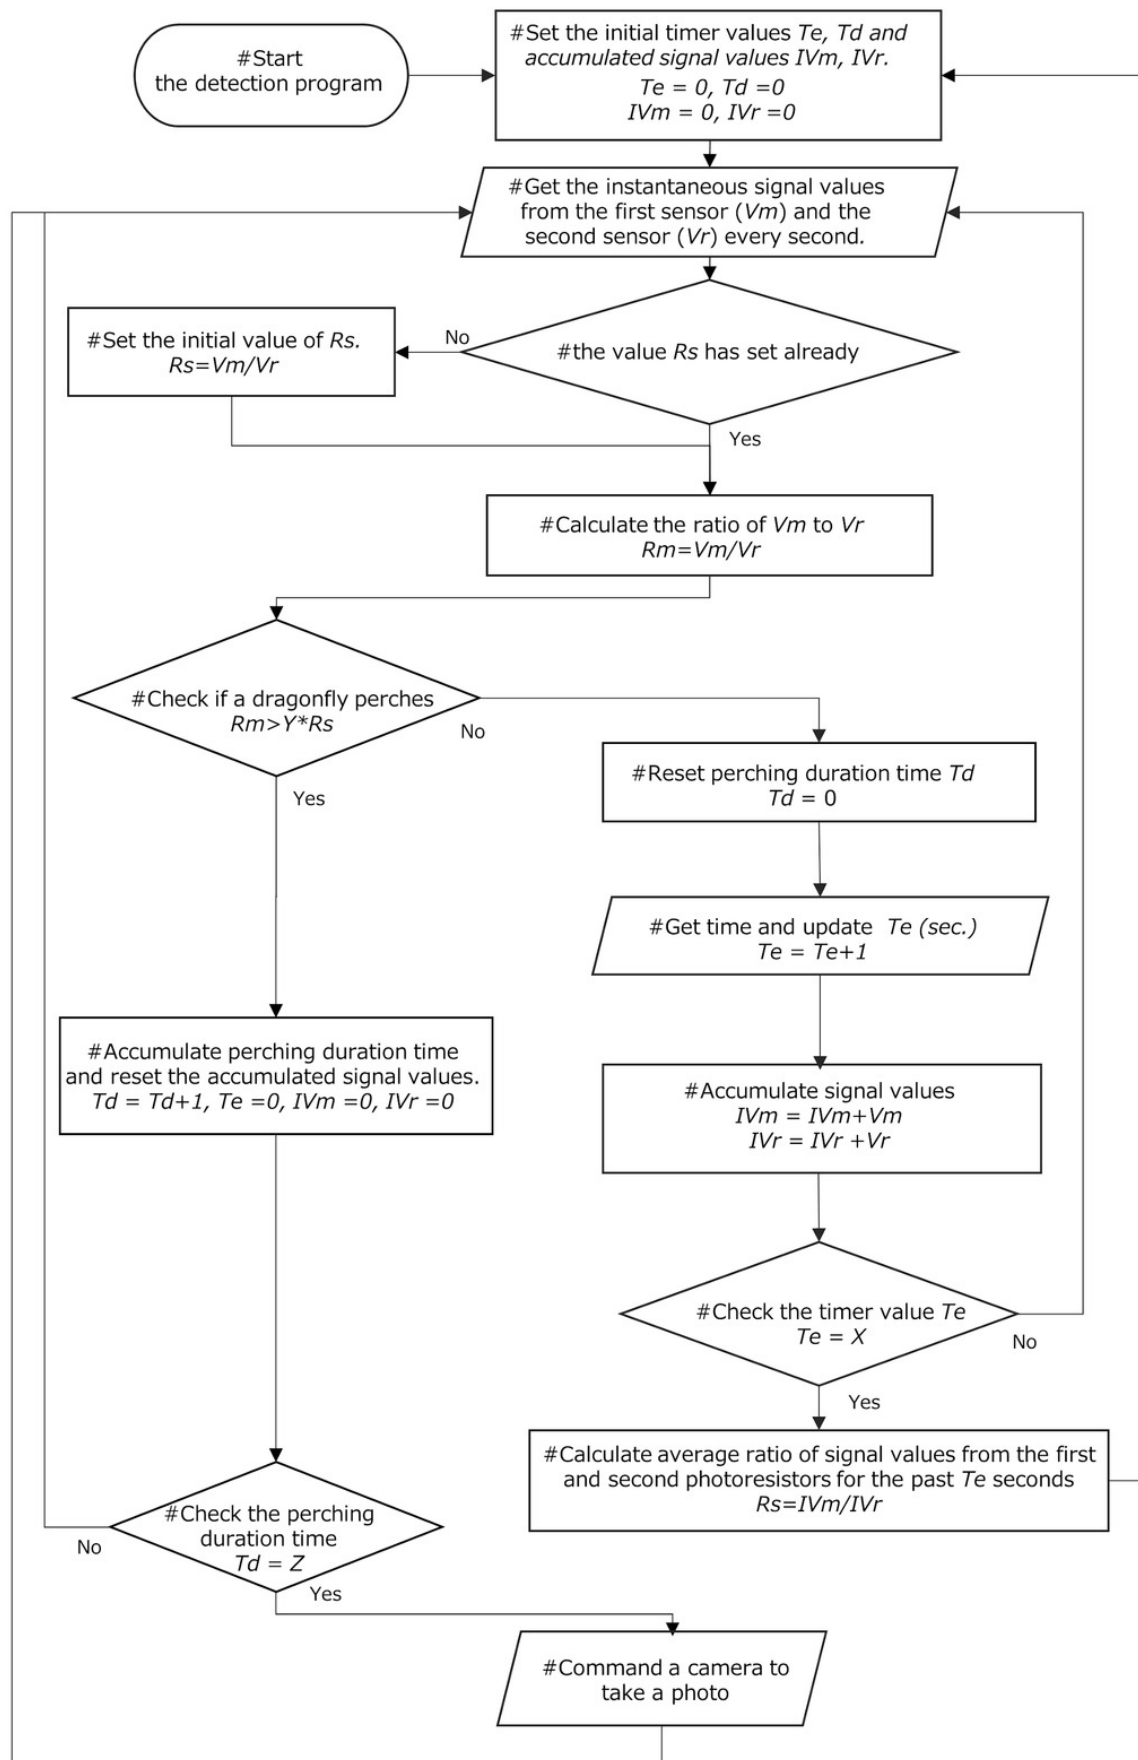 #Start
the detection program
#Set the initial timer values Te, Td and
accumulated signal values IVm, IVr.
Te = 0, Td =0
IVm = 0, IVr =0
#Get the instantaneous signal values
from the first sensor (Vm) and the
second sensor (Vr) every second.
#the value Rs has set already
No
#Set the initial value of Rs.
Rs=Vm/Vr
Yes
#Calculate the ratio of Vm to Vr
Rm=Vm/Vr
#Check if a dragonfly perches
Rm>Y*Rs
No
Yes
#Reset perching duration time Td
Td = 0
#Get time and update Te (sec.)
Te = Te+1
#Accumulate perching duration time
and reset the accumulated signal values.
Td = Td+1, Te =0, IVm =0, IVr =0
#Accumulate signal values
IVm = IVm+Vm
IVr = IVr +Vr
#Check the timer value Te
Te = X
No
Yes
#Calculate average ratio of signal values from the first
and second photoresistors for the past Te seconds
Rs=IVm/IVr
#Check the perching
duration time
Td = Z
No
Yes
#Command a camera to
take a photo